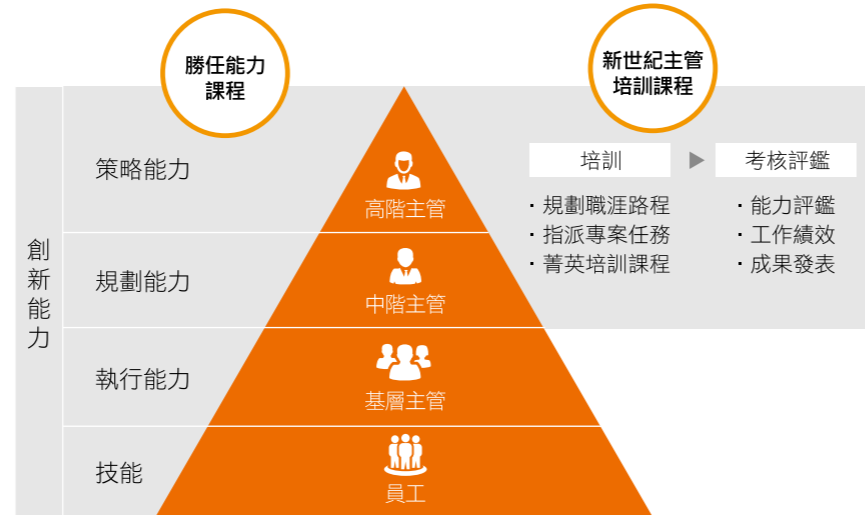 勝任能力
課程
新世紀主管
培訓課程
創新能力
策略能力
高階主管
規劃能力
中階主管
執行能力
基層主管
技能
員工
培訓
▶
考核評鑑
・規劃職涯路程
・指派專案任務
・菁英培訓課程
・能力評鑑
・工作績效
・成果發表